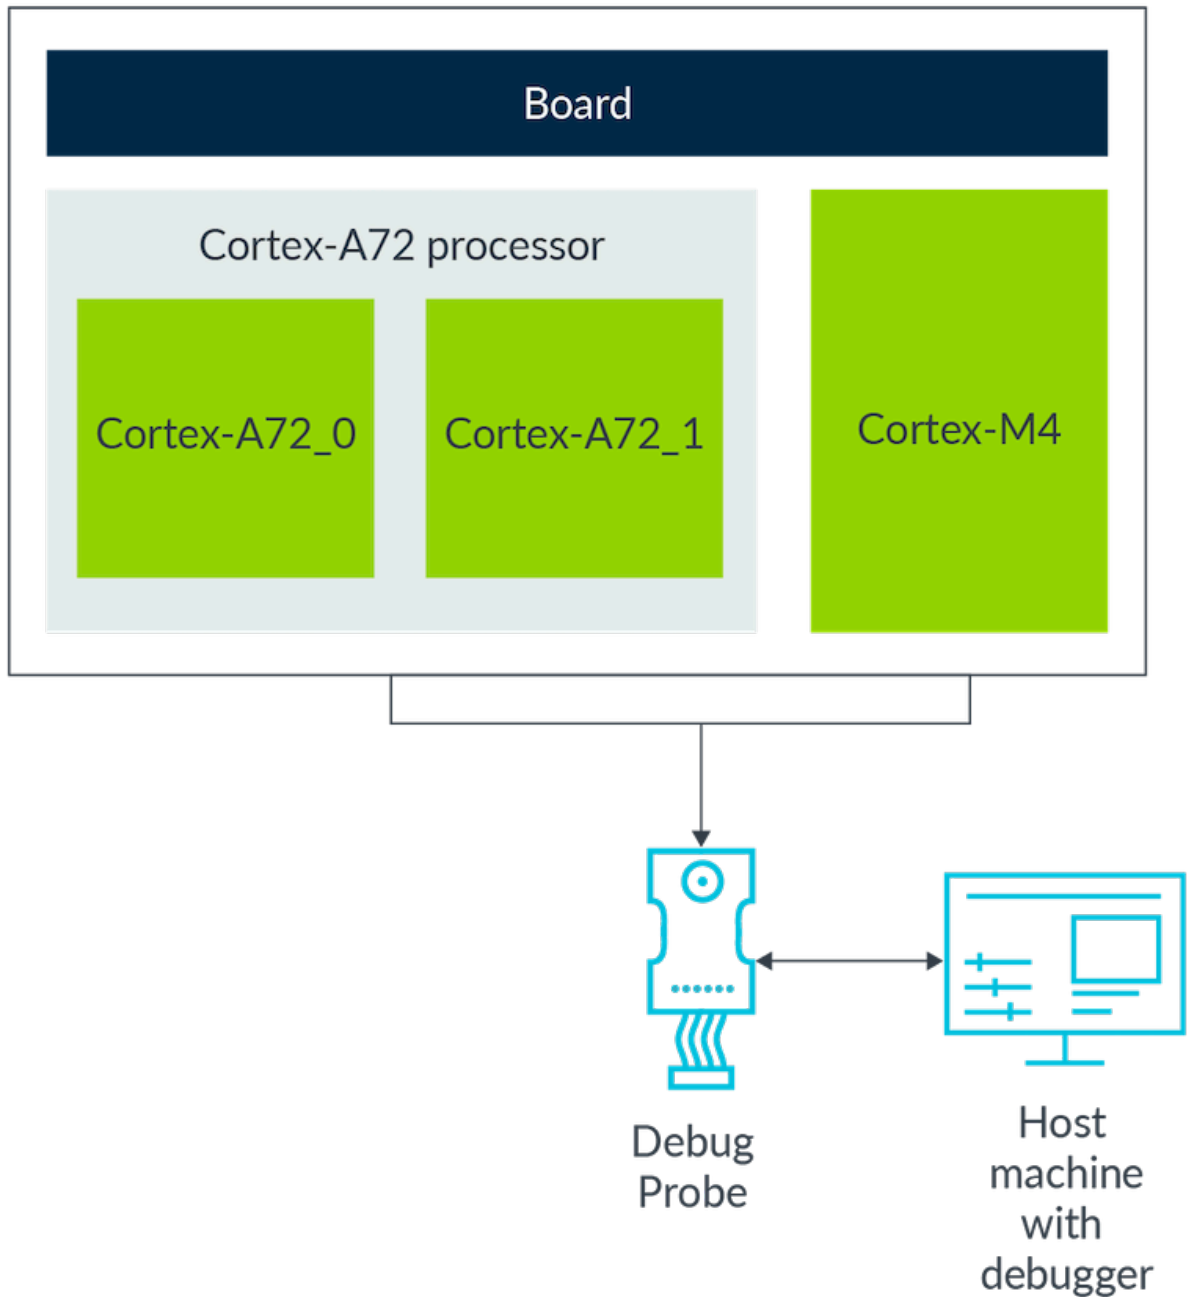 Board
Cortex-A72 processor
Cortex-A72_0
Cortex-A72_1
Cortex-M4
Debug
Probe
Host
machine
with
debugger